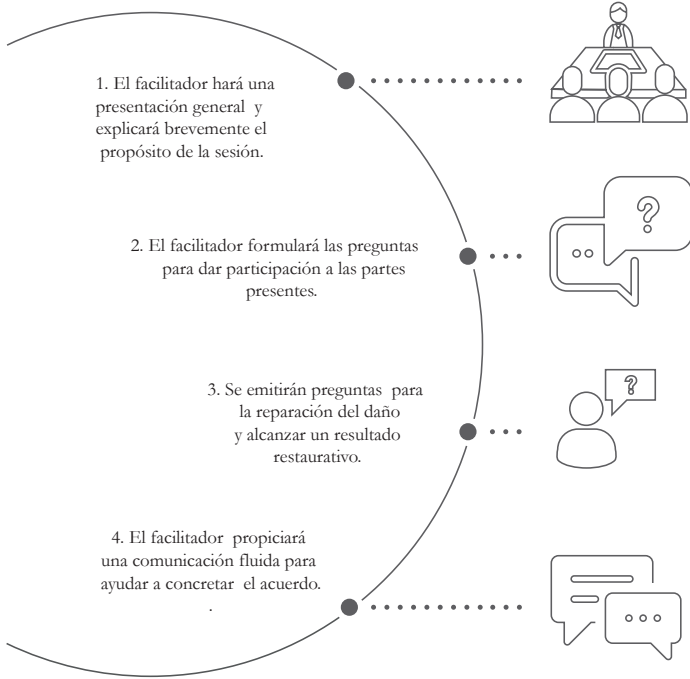 1. El facilitador hará una
presentación general y
explicará brevemente el
propósito de la sesión.
?
2. El facilitador formulará las preguntas
para dar participación a las partes
presentes.
3. Se emitirán preguntas para
la reparación del daño
y alcanzar un resultado
restaurativo.
?
4. El facilitador propiciará
una comunicación fluida para
ayudar a concretar el acuerdo.
.